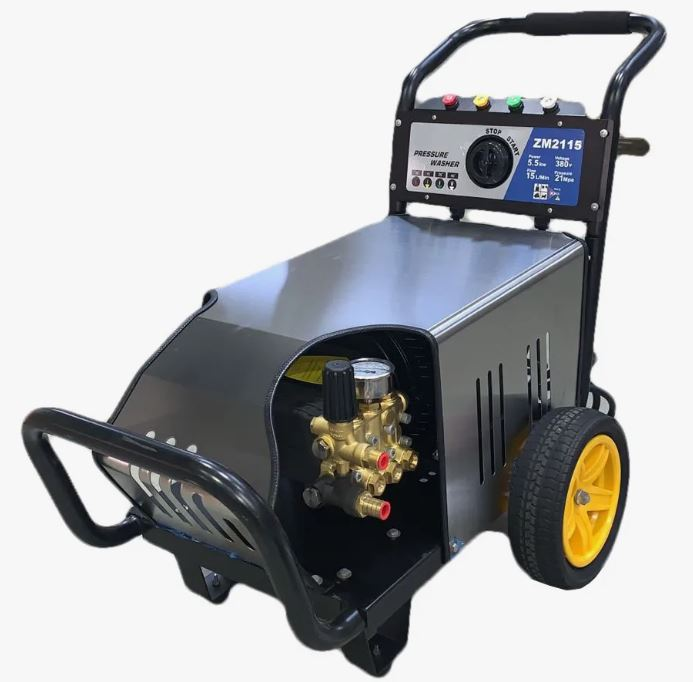 STOP START
ZM2115
PRESSURE
WASHER
Power
5.5kw
Voltage
380V
Flow
15L/Min
Pressure
21Mpa